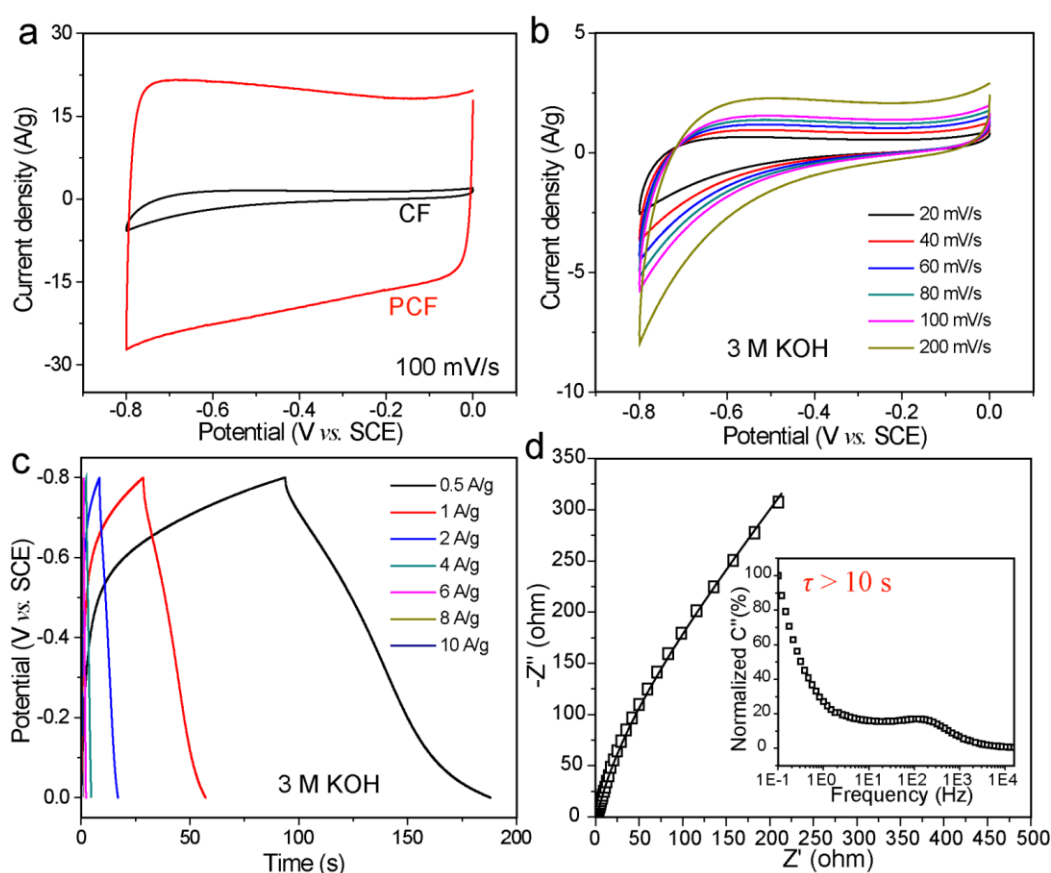 a
30
15
0
-15
-30
Current density (A/g)
CF
PCF
100 mV/s
-0.8 -0.6 -0.4 -0.2 0.0
Potential (V vs. SCE)
b
5
0
-5
-10
Current density (A/g)
20 mV/s
40 mV/s
60 mV/s
80 mV/s
100 mV/s
200 mV/s
3 M KOH
-0.8 -0.6 -0.4 -0.2 0.0
Potential (V vs. SCE)
c
-0.8
-0.6
-0.4
-0.2
0.0
Potential (V vs. SCE)
0.5 A/g
1 A/g
2 A/g
4 A/g
6 A/g
8 A/g
10 A/g
3 M KOH
0 50 100 150 200
Time (s)
d
350
300
250
200
150
100
50
0
-Z'' (ohm)
τ > 10 s
100
80
60
40
20
0
Normalized C''(%)
1E-1 1E0 1E1 1E2 1E3 1E4
Frequency (Hz)
0 50 100 150 200 250 300 350 400 450 500
Z' (ohm)